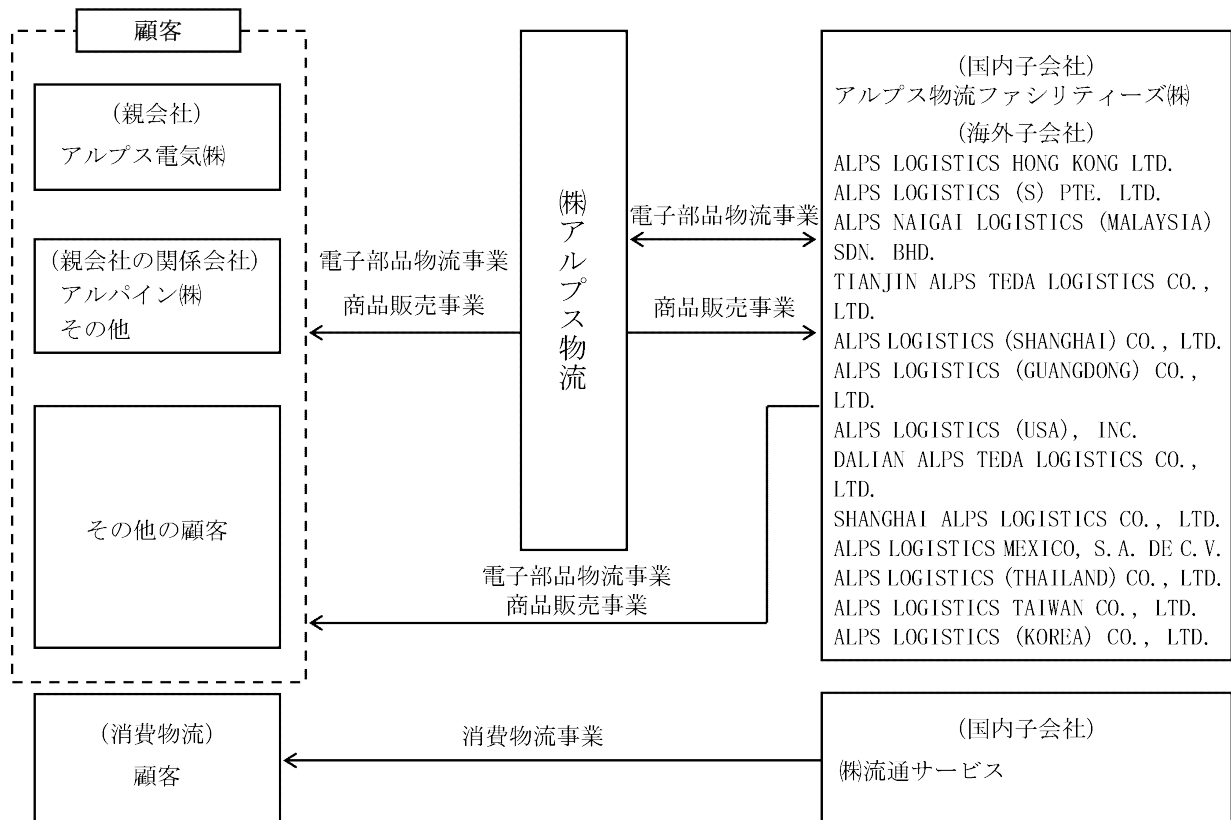 顧客
(親会社)
アルプス電気㈱
(親会社の関係会社)
アルパイン㈱
その他
その他の顧客
電子部品物流事業
商品販売事業
㈱アルプス物流
電子部品物流事業
商品販売事業
電子部品物流事業
商品販売事業
(国内子会社)
アルプス物流ファシリティーズ㈱
(海外子会社)
ALPS LOGISTICS HONG KONG LTD.
ALPS LOGISTICS (S) PTE. LTD.
ALPS NAIGAI LOGISTICS (MALAYSIA)
SDN. BHD.
TIANJIN ALPS TEDA LOGISTICS CO.,
LTD.
ALPS LOGISTICS (SHANGHAI) CO., LTD.
ALPS LOGISTICS (GUANGDONG) CO.,
LTD.
ALPS LOGISTICS (USA), INC.
DALIAN ALPS TEDA LOGISTICS CO.,
LTD.
SHANGHAI ALPS LOGISTICS CO., LTD.
ALPS LOGISTICS MEXICO, S.A. DE C.V.
ALPS LOGISTICS (THAILAND) CO., LTD.
ALPS LOGISTICS TAIWAN CO., LTD.
ALPS LOGISTICS (KOREA) CO., LTD.
(消費物流)
顧客
消費物流事業
(国内子会社)
㈱流通サービス